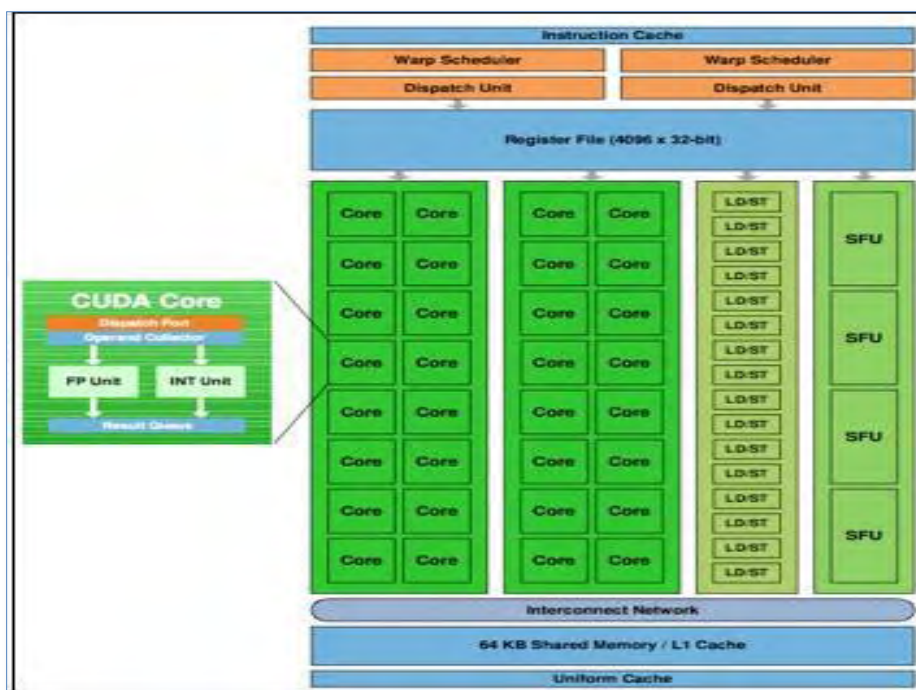 Instruction Cache
Warp Scheduler Warp Scheduler
Dispatch Unit Dispatch Unit
Register File (4096 x 32-bit)
Core Core Core Core LD/ST
LD/ST
SFU
Core Core Core Core LD/ST
LD/ST
Core Core Core Core LD/ST
LD/ST
SFU
Core Core Core Core LD/ST
LD/ST
Core Core Core Core LD/ST
LD/ST
SFU
Core Core Core Core LD/ST
LD/ST
Core Core Core Core LD/ST
LD/ST
SFU
Core Core Core Core LD/ST
LD/ST
CUDA Core
Dispatch Port
Operand Collector
FP Unit INT Unit
Result Queue
Interconnect Network
64 KB Shared Memory / L1 Cache
Uniform Cache